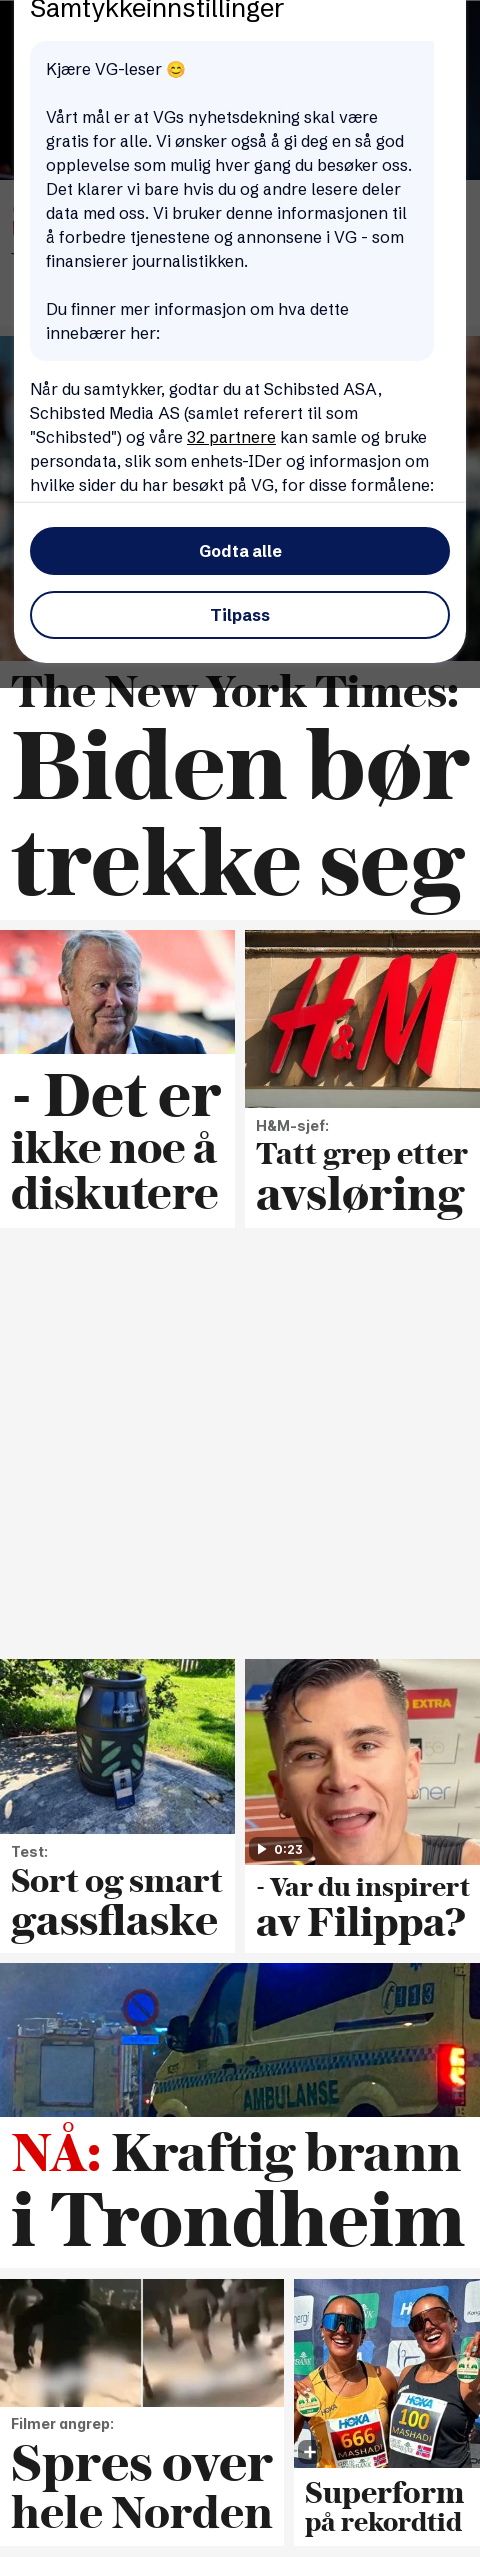 Samtykkeinnstillinger
Kjære VG-leser 😊
Vårt mål er at VGs nyhetsdekning skal være
gratis for alle. Vi ønsker også å gi deg en så god
opplevelse som mulig hver gang du besøker oss.
Det klarer vi bare hvis du og andre lesere deler
data med oss. Vi bruker denne informasjonen til
å forbedre tjenestene og annonsene i VG - som
finansierer journalistikken.
Du finner mer informasjon om hva dette
innebærer her:
Når du samtykker, godtar du at Schibsted ASA,
Schibsted Media AS (samlet referert til som
"Schibsted") og våre 32 partnere kan samle og bruke
persondata, slik som enhets-IDer og informasjon om
hvilke sider du har besøkt på VG, for disse formålene:
Godta alle
Tilpass
The New York Times:
Biden bør
trekke seg
- Det er
ikke noe å
diskutere
H&M
H&M-sjef:
Tatt grep etter
avsløring
EXTRA
0:23
Test:
Sort og smart
gassflaske
- Var du inspirert
av Filippa?
113
AMBULANSE
NÅ: Kraftig brann
i Trondheim
Filmer angrep:
Spres over
hele Norden
HOKA
666
MASHADI
HOKA
100
MASHADI
Superform
på rekordtid